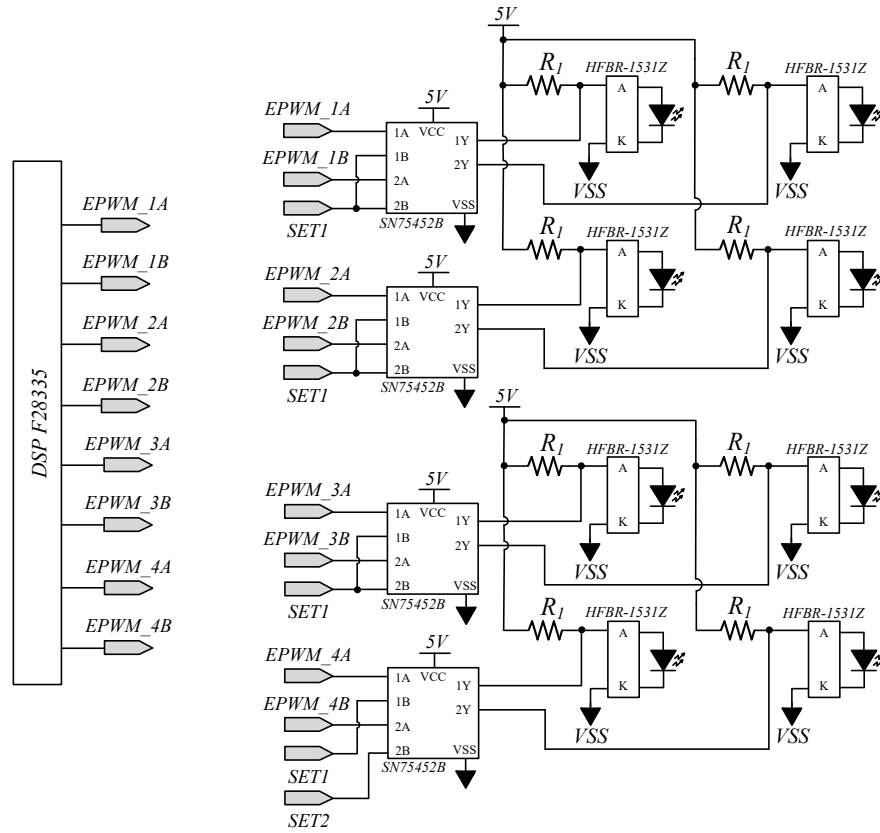 DSP F28335
EPWM_1A
EPWM_1B
EPWM_2A
EPWM_2B
EPWM_3A
EPWM_3B
EPWM_4A
EPWM_4B
5V
R1 HFBR-1531Z R1 HFBR-1531Z
A A
K K
VSS VSS
EPWM_1A
EPWM_1B
SET1
5V
VCC
1A 1Y
1B
2A 2Y
2B VSS
SN75452B
R1 HFBR-1531Z R1 HFBR-1531Z
A A
K K
VSS VSS
EPWM_2A
EPWM_2B
SET1
5V
VCC
1A 1Y
1B
2A 2Y
2B VSS
SN75452B
5V
R1 HFBR-1531Z R1 HFBR-1531Z
A A
K K
VSS VSS
EPWM_3A
EPWM_3B
SET1
5V
VCC
1A 1Y
1B
2A 2Y
2B VSS
SN75452B
R1 HFBR-1531Z R1 HFBR-1531Z
A A
K K
VSS VSS
EPWM_4A
EPWM_4B
SET1
SET2
5V
VCC
1A 1Y
1B
2A 2Y
2B VSS
SN75452B